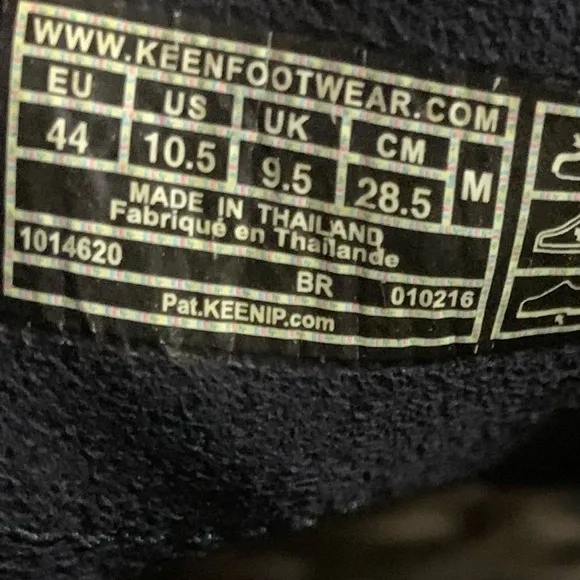 WWW.KEENFOOTWEAR.COM
EU US UK CM M
44 10.5 9.5 28.5
MADE IN THAILAND
Fabriqué en Thaïlande
1014620 BR 010216
Pat.KEENIP.com